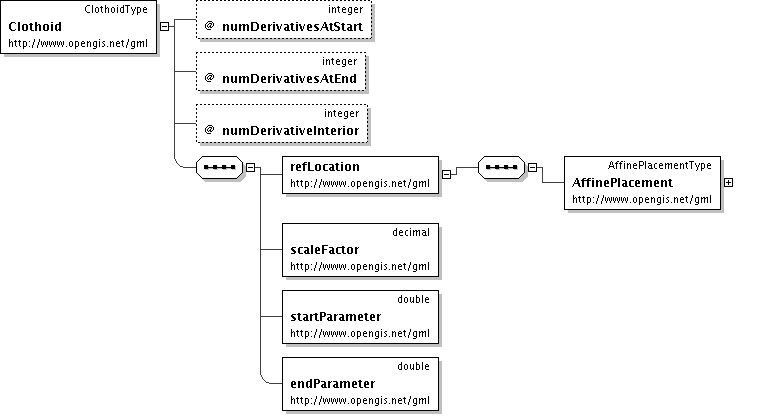 ClothoidType
Clothoid
http://www.opengis.net/gml
integer
@ numDerivativesAtStart
integer
@ numDerivativesAtEnd
integer
@ numDerivativeInterior
refLocation
http://www.opengis.net/gml
AffinePlacementType
AffinePlacement
http://www.opengis.net/gml
decimal
scaleFactor
http://www.opengis.net/gml
double
startParameter
http://www.opengis.net/gml
double
endParameter
http://www.opengis.net/gml